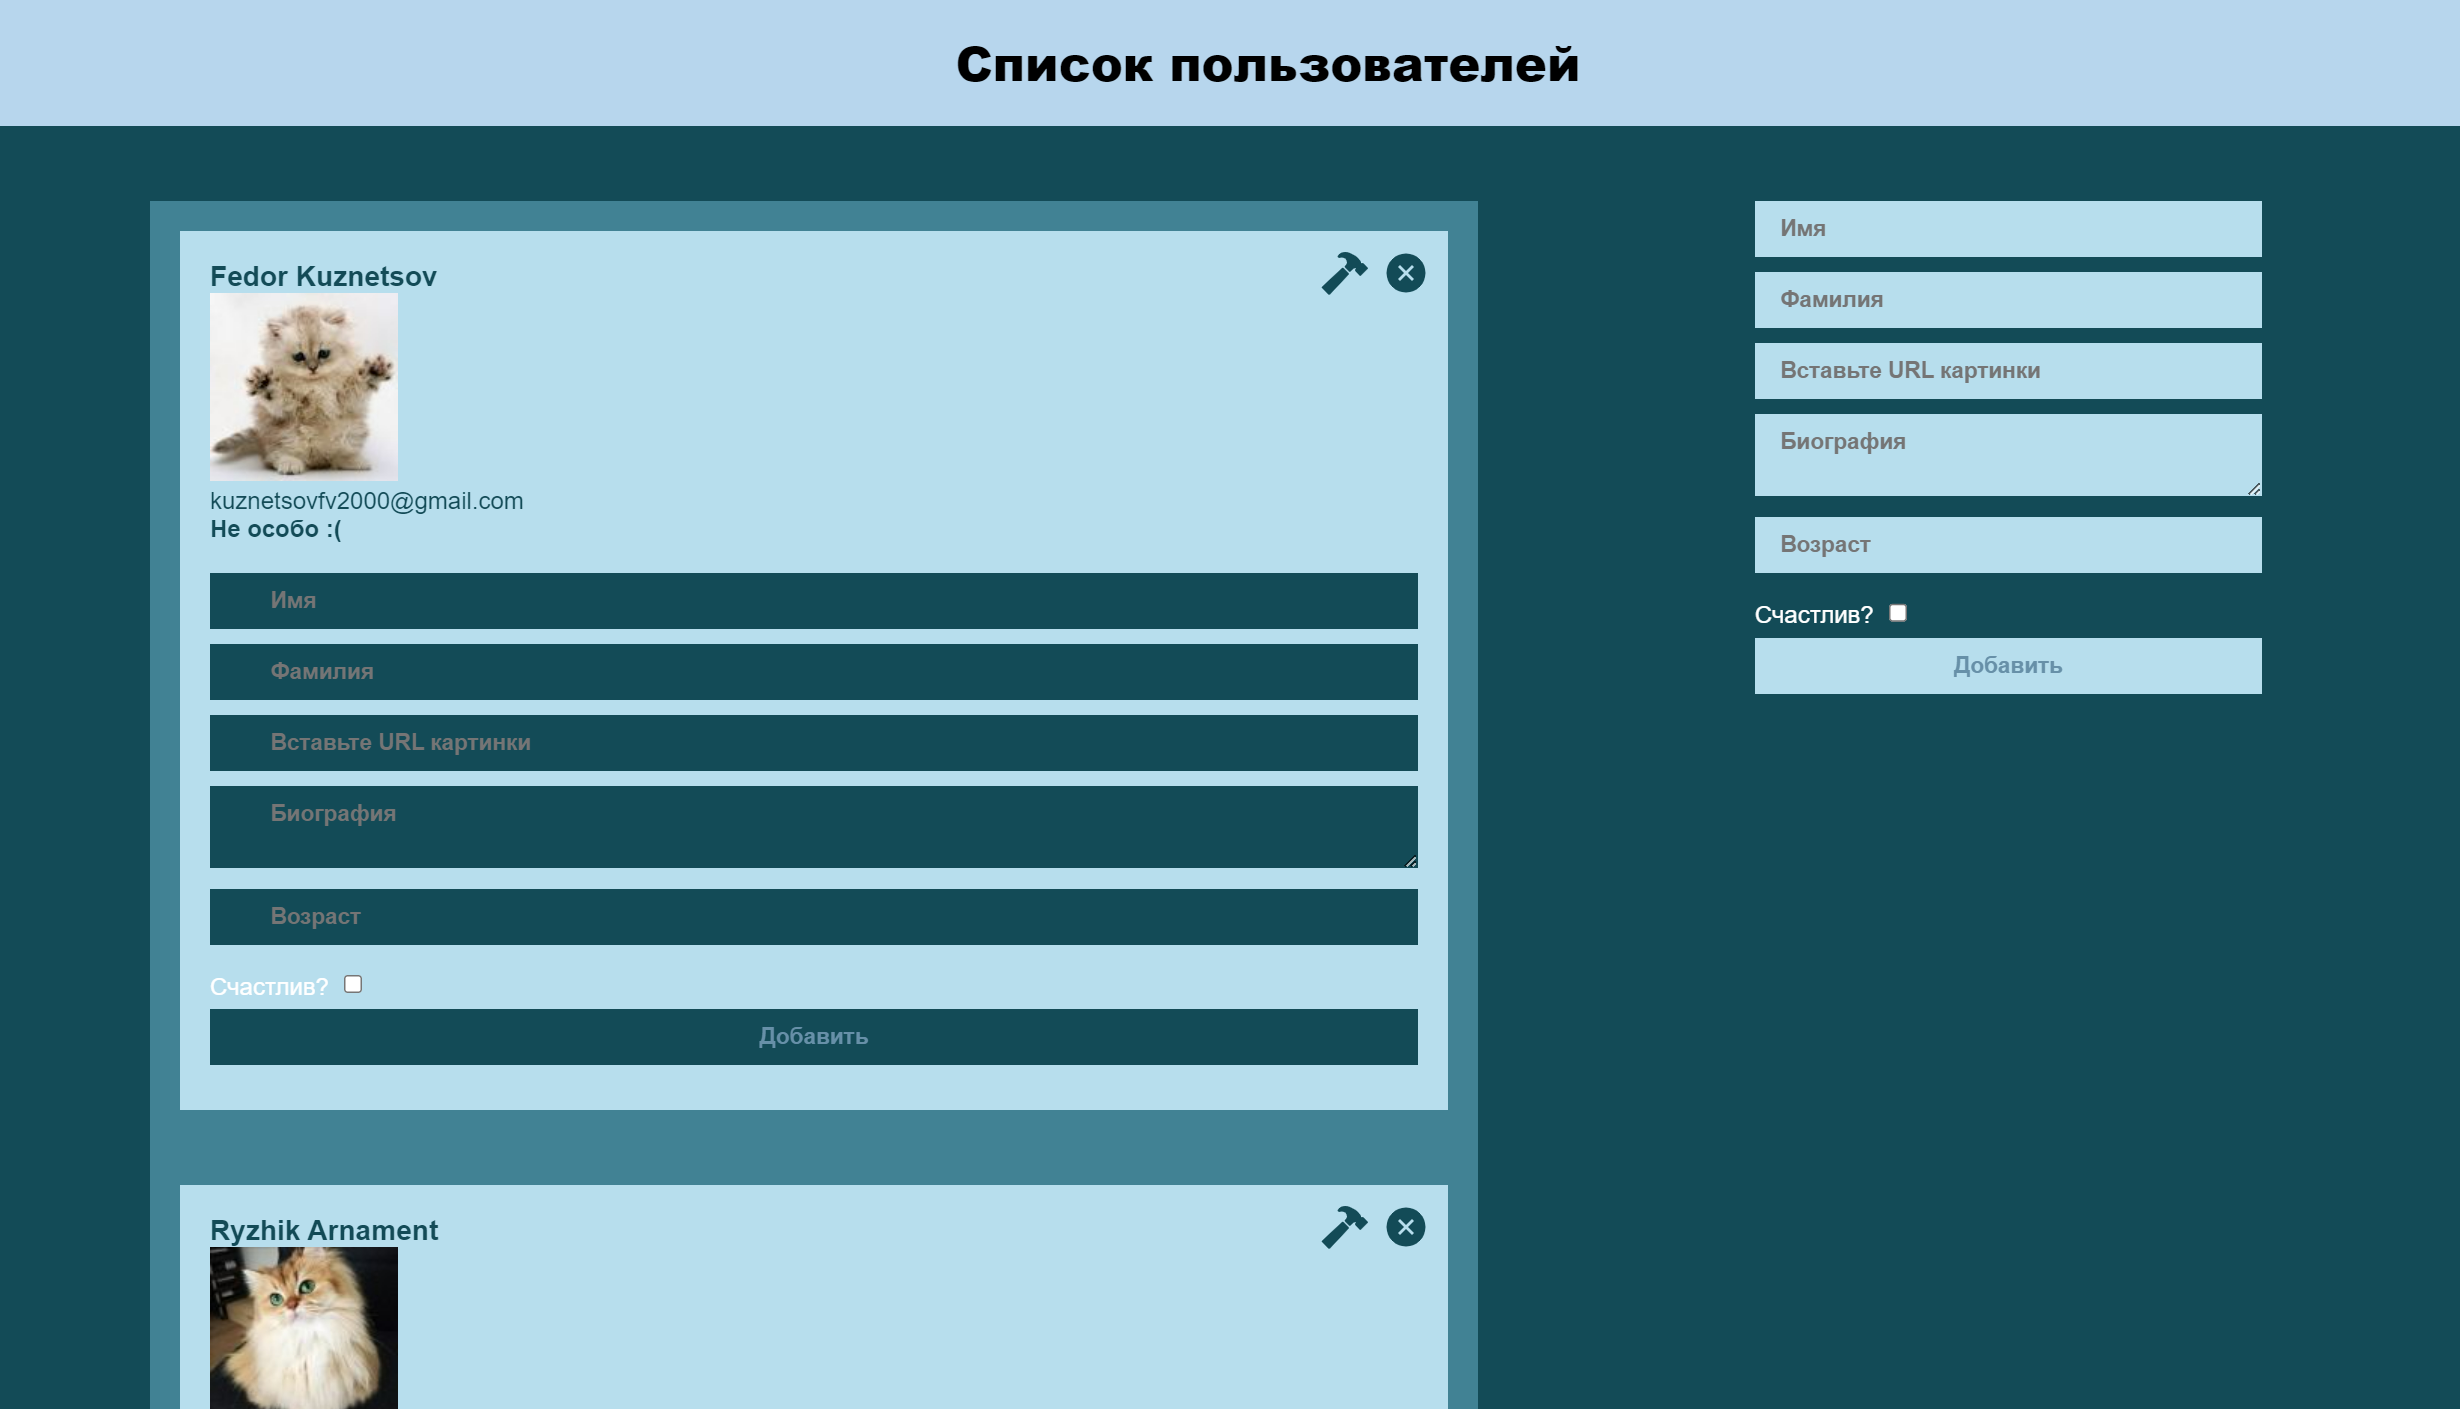 Список пользователей
Fedor Kuznetsov
kuznetsovfv2000@gmail.com
Не особо :(
Имя
Фамилия
Вставьте URL картинки
Биография
Возраст
Счастлив?
Добавить
Ryzhik Arnament
Имя
Фамилия
Вставьте URL картинки
Биография
Возраст
Счастлив?
Добавить